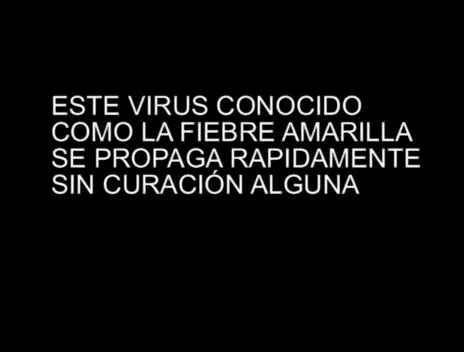 ESTE VIRUS CONOCIDO
COMO LA FIEBRE AMARILLA
SE PROPAGA RAPIDAMENTE
SIN CURACIÓN ALGUNA